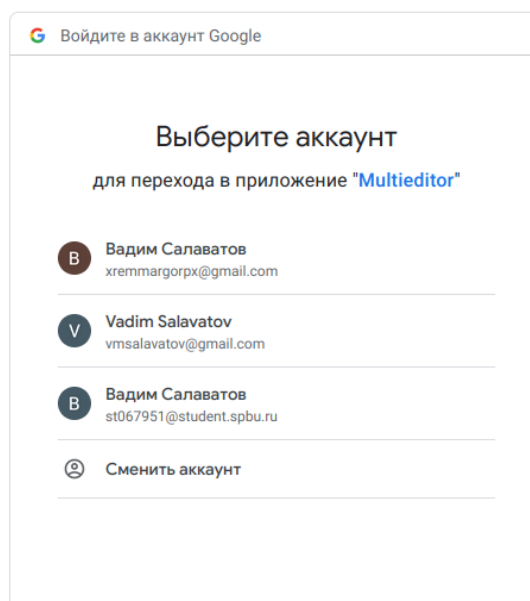 Войдите в аккаунт Google
Выберите аккаунт
для перехода в приложение "Multieditor"
В
Вадим Салаватов
xremmargorpx@gmail.com
V
Vadim Salavatov
vmsalavatov@gmail.com
В
Вадим Салаватов
st067951@student.spbu.ru
Сменить аккаунт